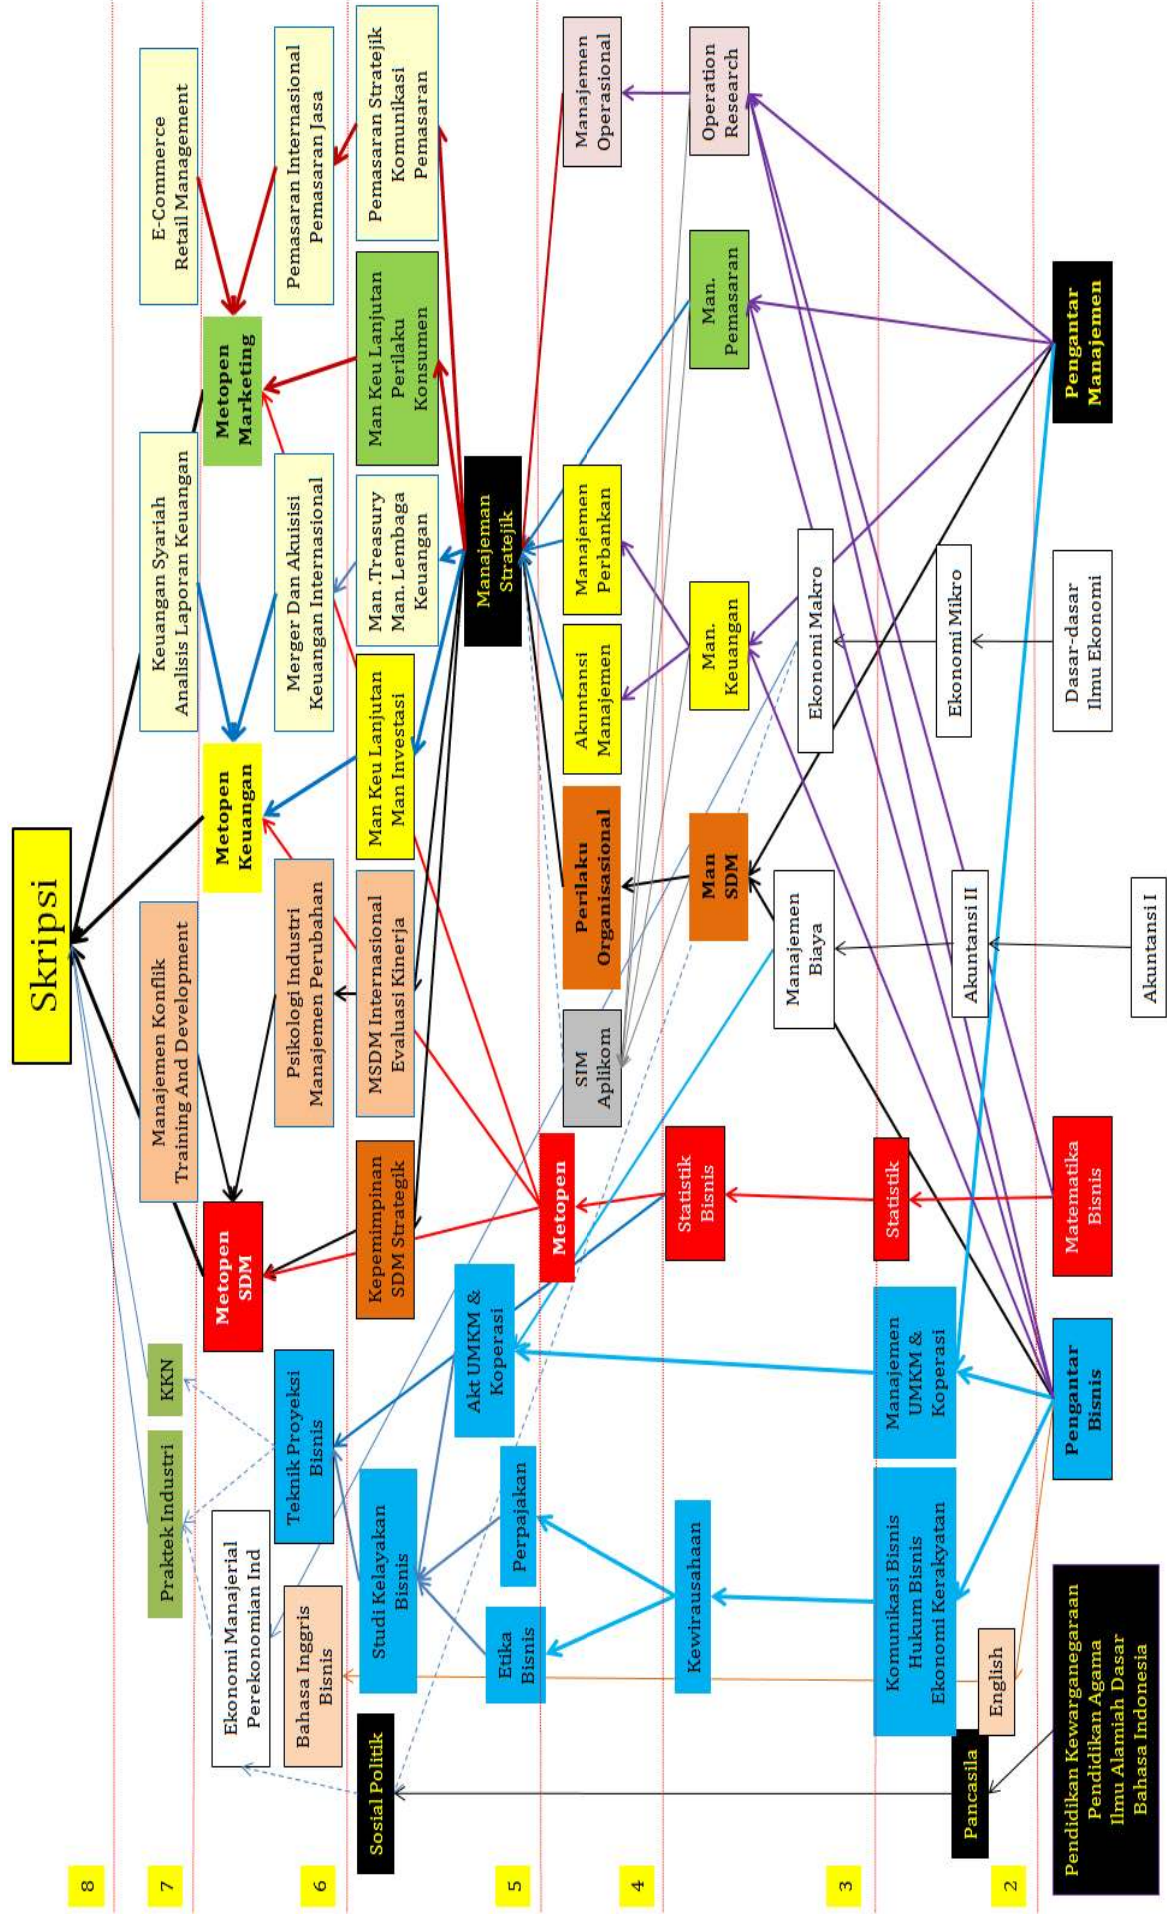 8
Skripsi
7
Praktek Industri
KKN
Manajemen Konflik
Training And Development
Keuangan Syariah
Analisis Laporan Keuangan
E-Commerce
Retail Management
Ekonomi Manajerial
Perekonomian Ind
Metopen
SDM
Metopen
Keuangan
Metopen
Marketing
6
Bahasa Inggris
Bisnis
Teknik Proyeksi
Bisnis
Psikologi Industri
Manajemen Perubahan
Merger Dan Akuisisi
Keuangan Internasional
Pemasaran Internasional
Pemasaran Jasa
Sosial Politik
Studi Kelayakan
Bisnis
Kepemimpinan
SDM Strategik
MSDM Internasional
Evaluasi Kinerja
Man Keu Lanjutan
Man Investasi
Man .Treasury
Man. Lembaga
Keuangan
Man Keu Lanjutan
Perilaku
Konsumen
Pemasaran Stratejik
Komunikasi
Pemasaran
5
Etika
Bisnis
Perpajakan
Akt UMKM &
Koperasi
Manajeman
Stratejik
Metopen
4
SIM
Aplikom
Perilaku
Organisasional
Akuntansi
Manajemen
Manajemen
Perbankan
Manajemen
Operasional
Kewirausahaan
Statistik
Bisnis
Man
SDM
Man.
Keuangan
Man.
Pemasaran
Operation
Research
3
Manajemen
Biaya
Ekonomi Makro
Komunikasi Bisnis
Hukum Bisnis
Ekonomi Kerakyatan
Manajemen
UMKM &
Koperasi
Statistik
2
Pancasila
English
Akuntansi II
Ekonomi Mikro
Pendidikan Kewarganegaraan
Pendidikan Agama
Ilmu Alamiah Dasar
Bahasa Indonesia
Pengantar
Bisnis
Matematika
Bisnis
Akuntansi I
Dasar-dasar
Ilmu Ekonomi
Pengantar
Manajemen